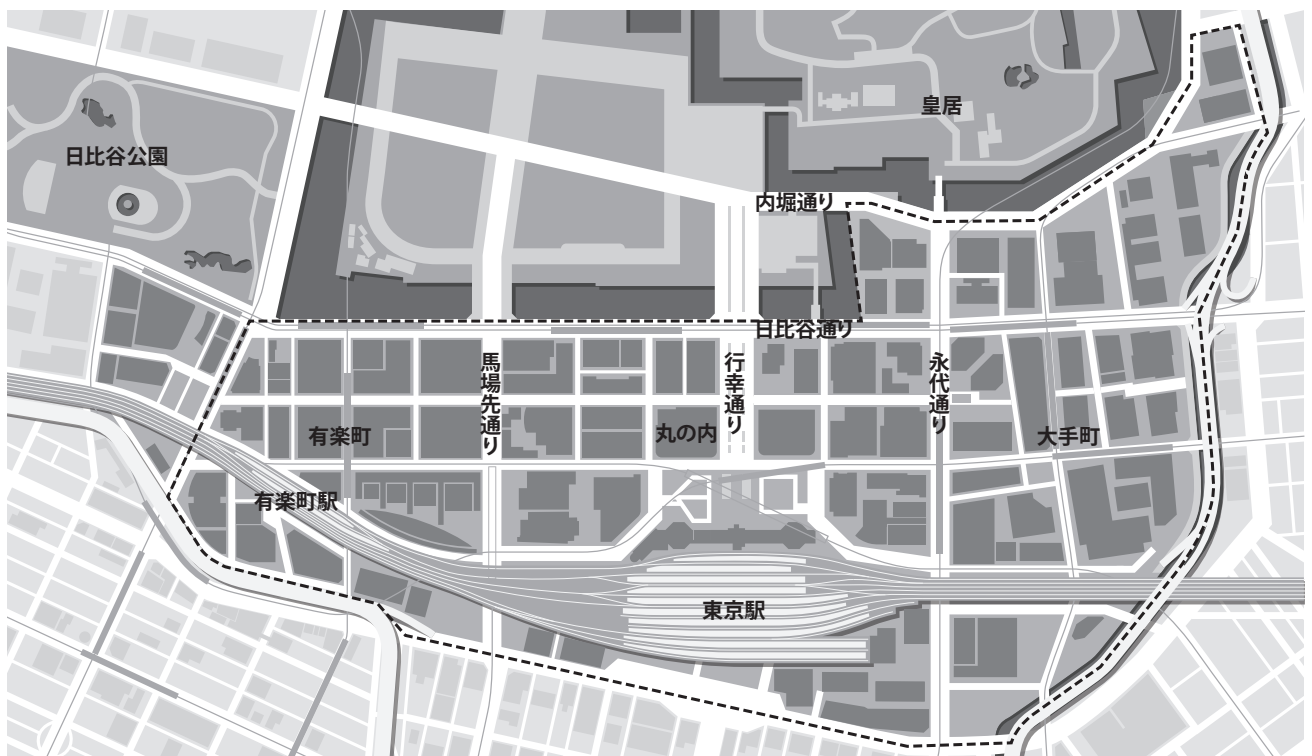 皇居
日比谷公園
内堀通り
日比谷通り
馬場先通り
行幸通り
永代通り
有楽町
丸の内
大手町
有楽町駅
東京駅